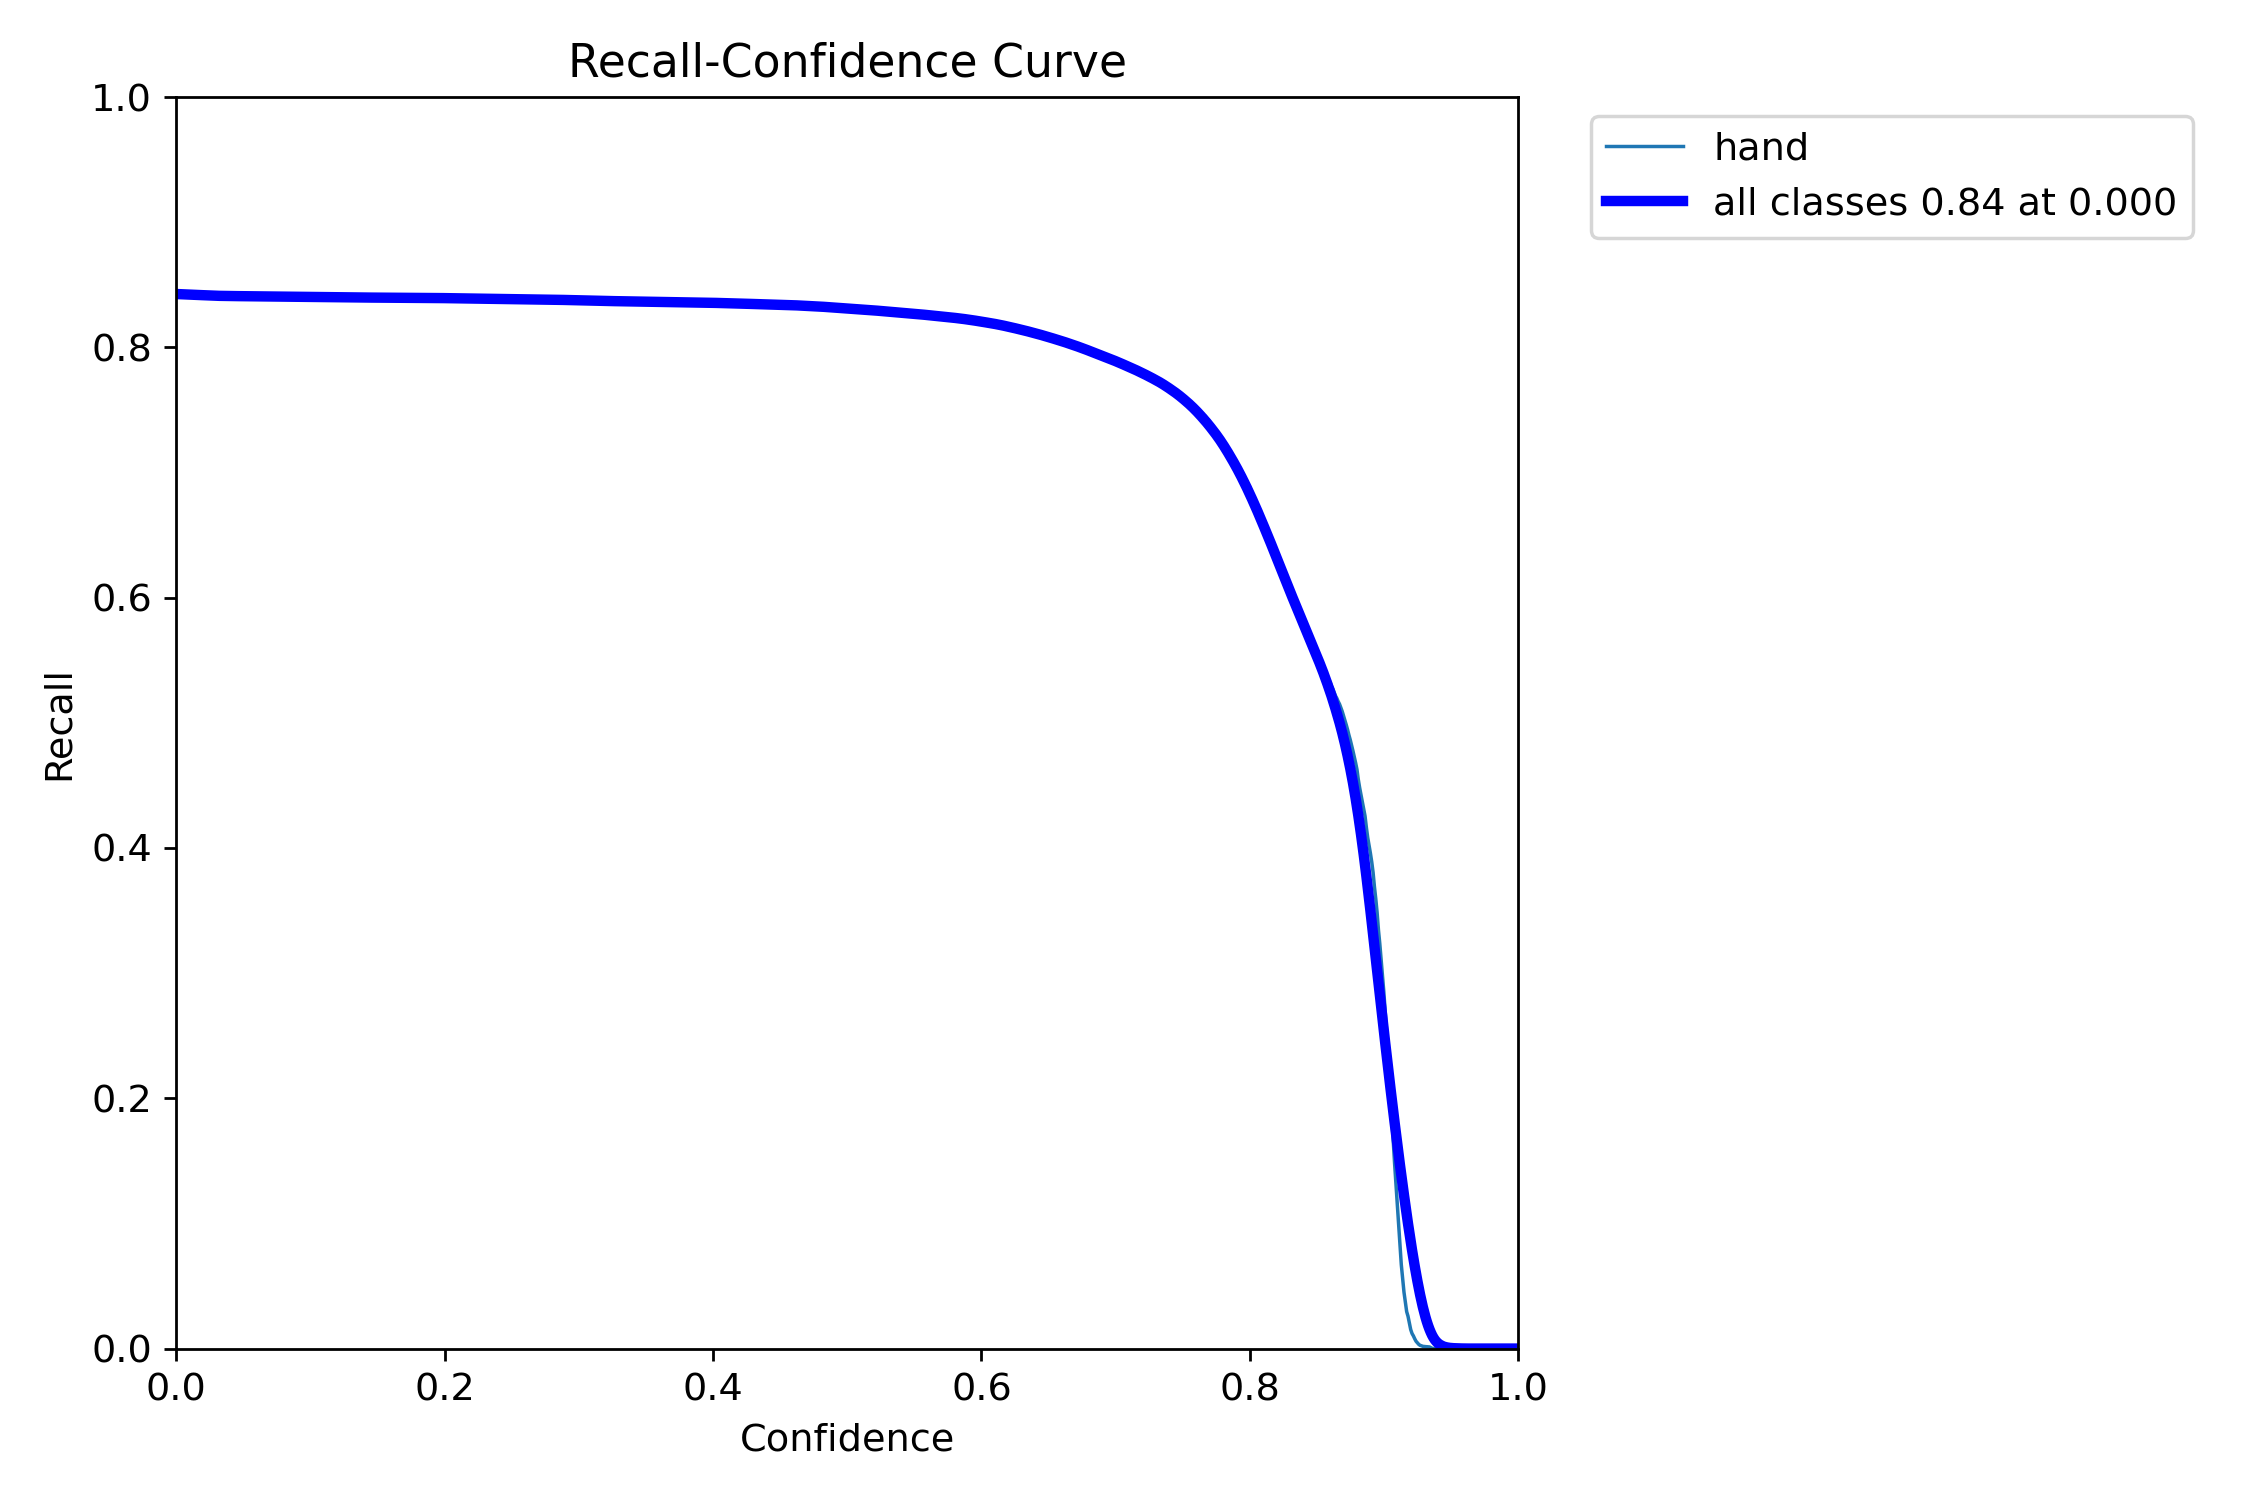 Recall-Confidence Curve
1.0
0.8
0.6
0.4
0.2
0.0
Recall
0.0 0.2 0.4 0.6 0.8 1.0
Confidence
hand
all classes 0.84 at 0.000